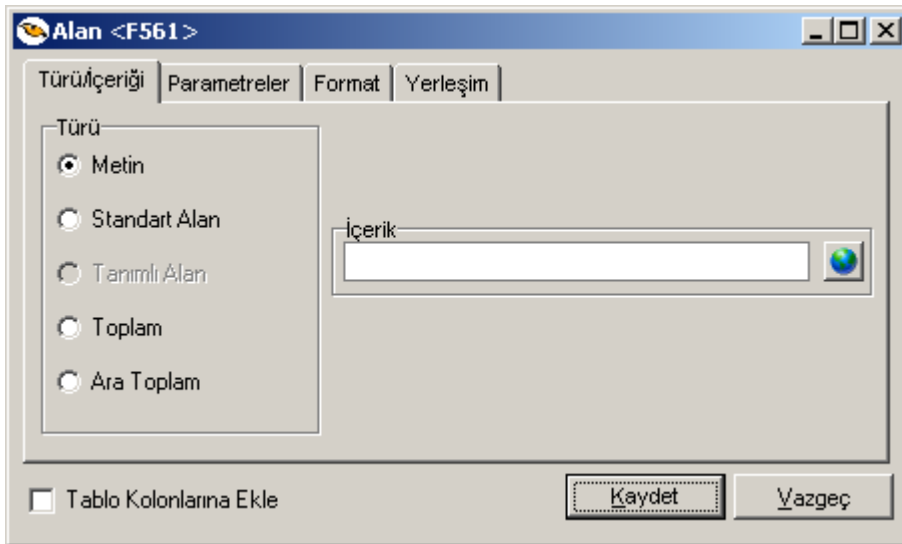 Alan <F561>
Türü/İçeriği Parametreler Format Yerleşim
Türü
Metin
Standart Alan
İçerik
Tanımlı Alan
Toplam
Ara Toplam
Tablo Kolonlarına Ekle Kaydet Vazgeç